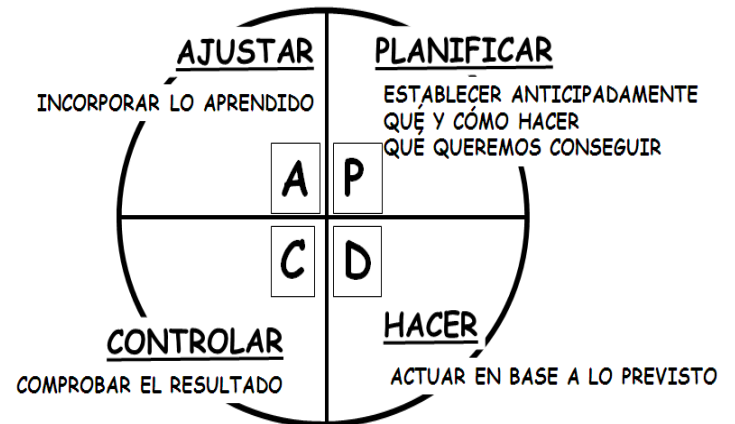 AJUSTAR
INCORPORAR LO APRENDIDO
PLANIFICAR
ESTABLECER ANTICIPADAMENTE
QUÉ Y CÓMO HACER
QUÉ QUEREMOS CONSEGUIR
A
P
C
D
CONTROLAR
COMPROBAR EL RESULTADO
HACER
ACTUAR EN BASE A LO PREVISTO